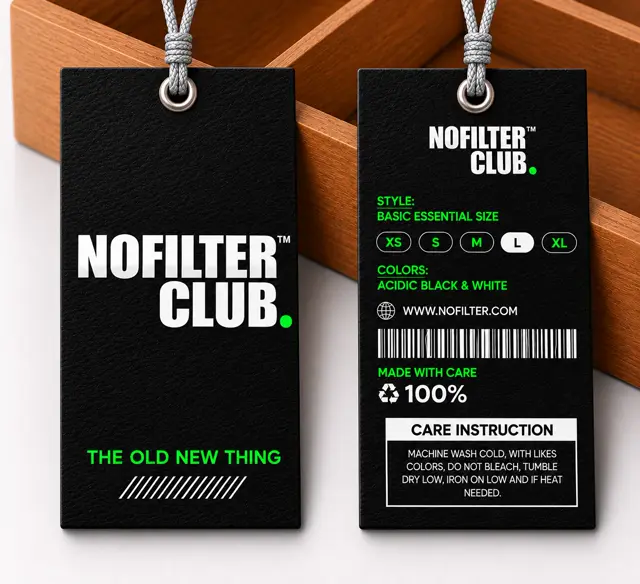 NOFILTER™
CLUB.
THE OLD NEW THING
NOFILTER™
CLUB.
STYLE:
BASIC ESSENTIAL SIZE
XS S M L XL
COLORS:
ACIDIC BLACK & WHITE
WWW.NOFILTER.COM
MADE WITH CARE
100%
CARE INSTRUCTION
MACHINE WASH COLD, WITH LIKES
COLORS, DO NOT BLEACH, TUMBLE
DRY LOW, IRON ON LOW AND IF HEAT
NEEDED.